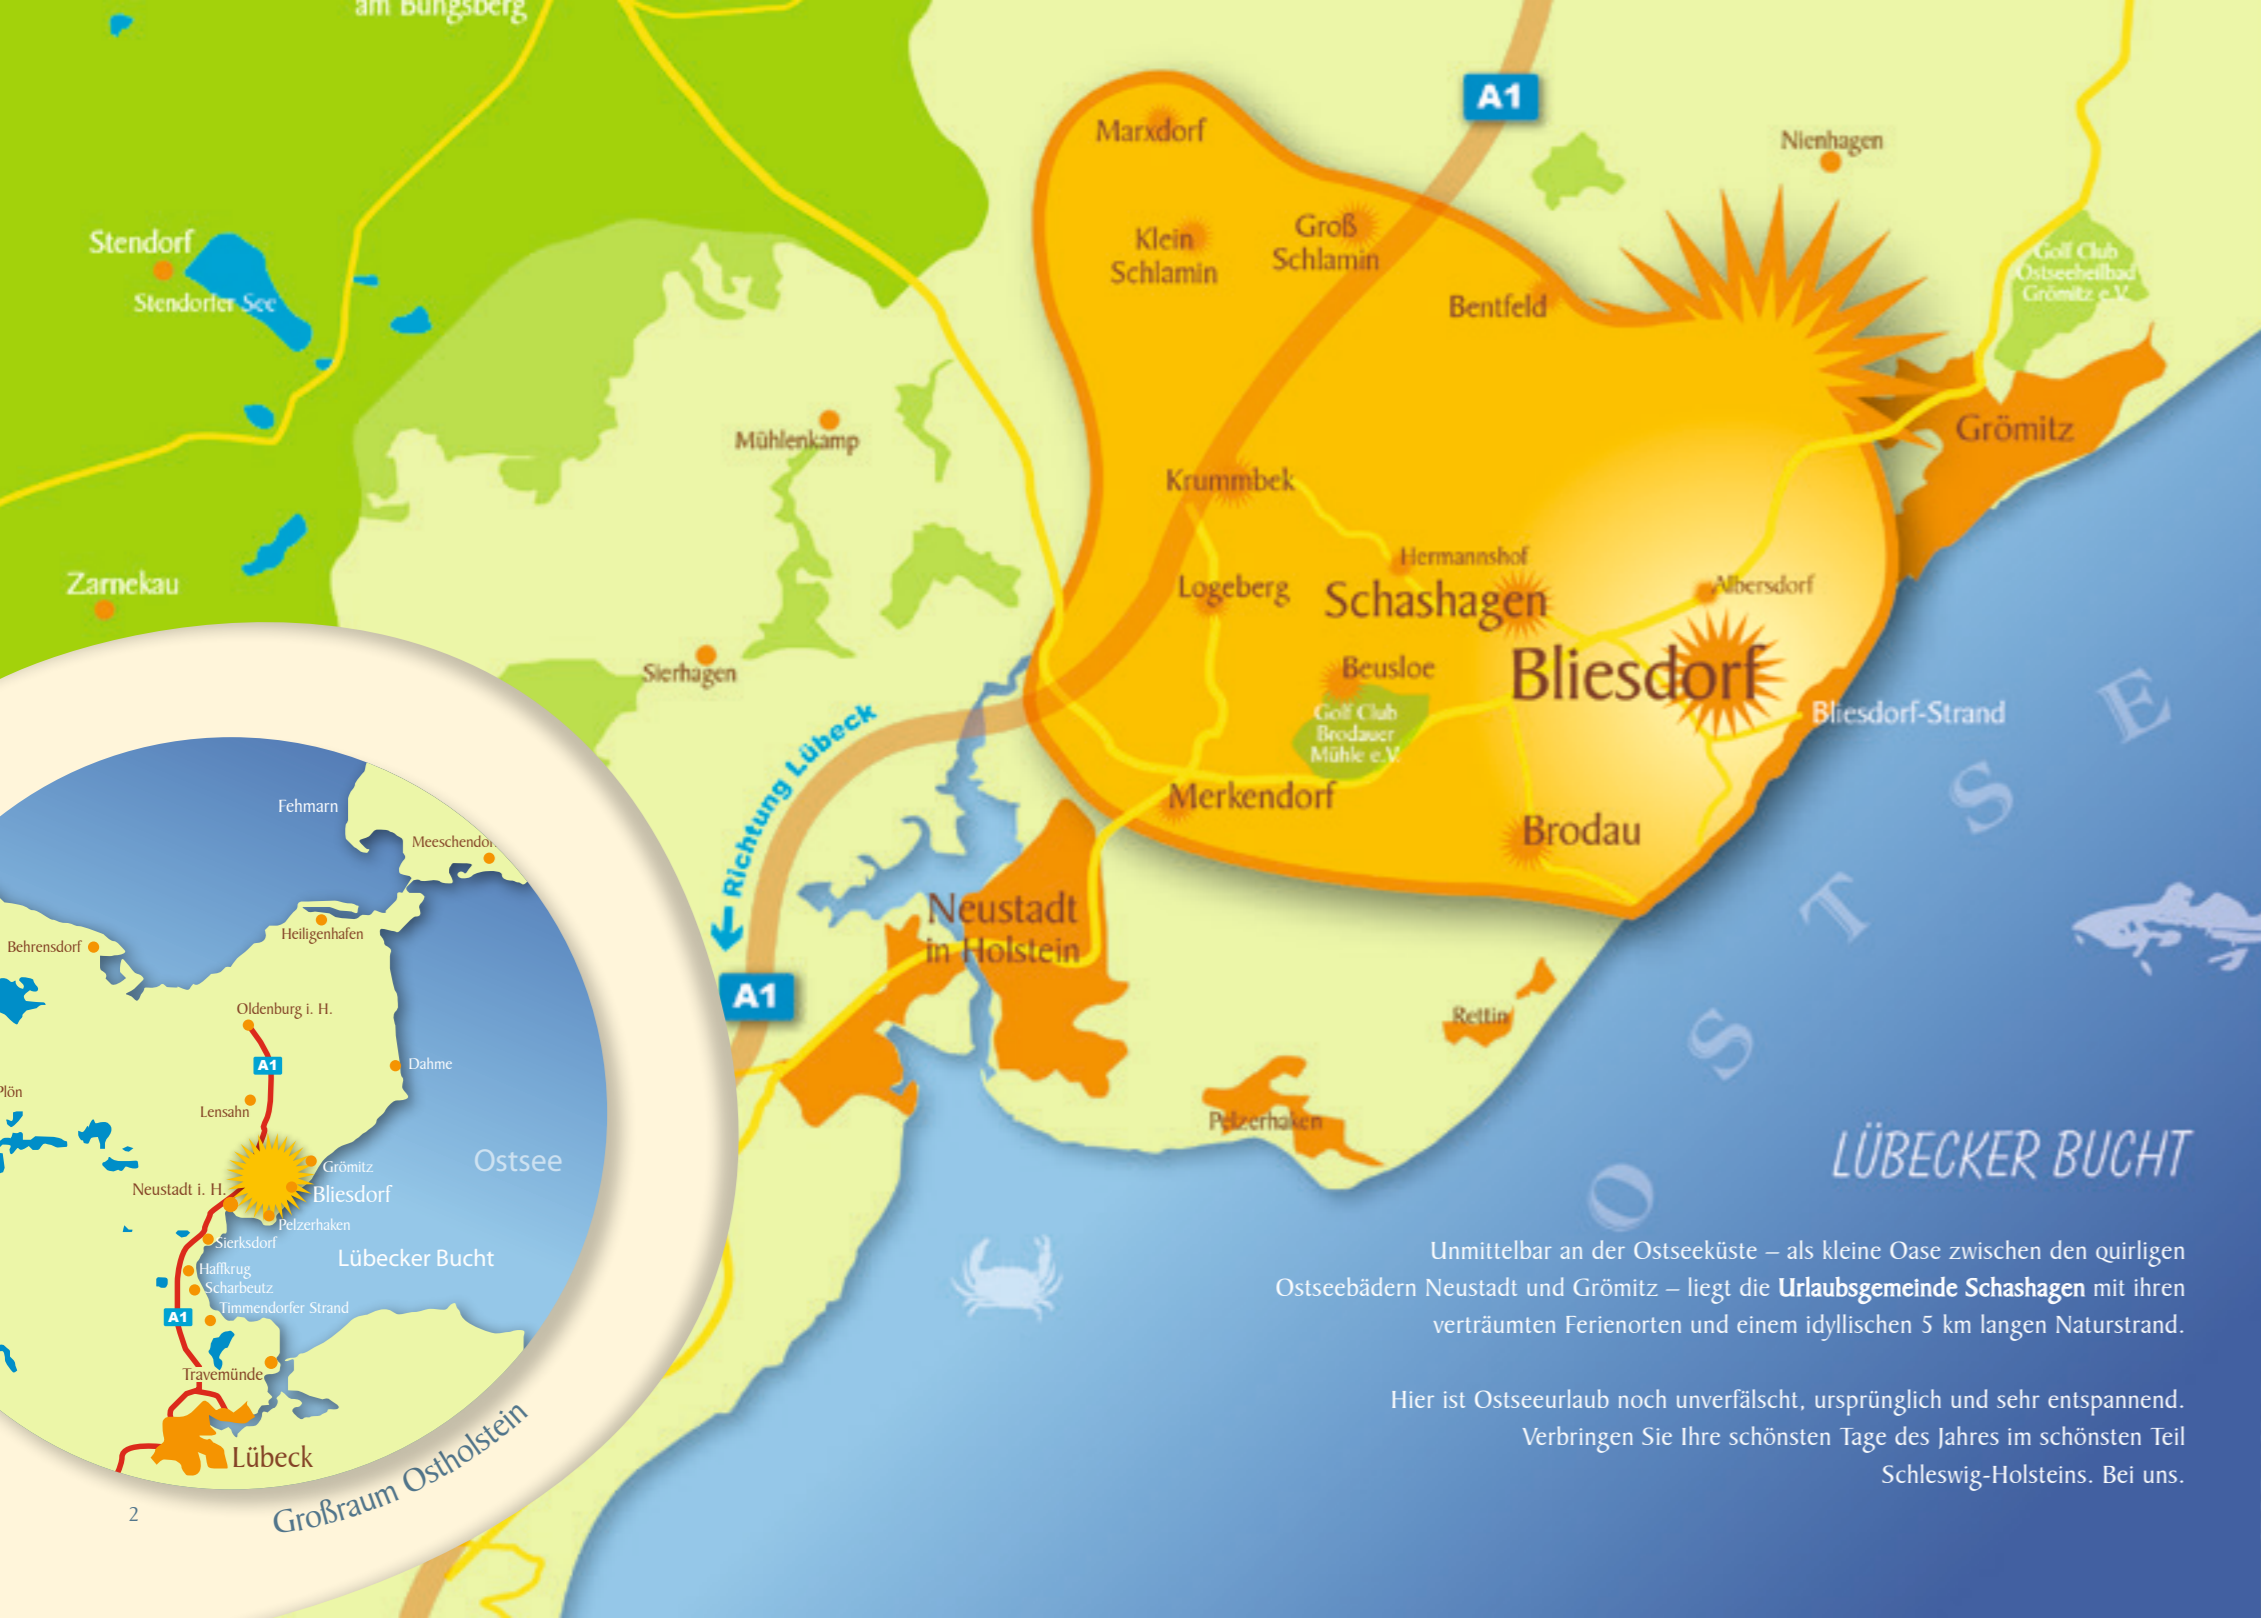 am Bungsberg
A1
Marxdorf
Nienhagen
Klein
Schlamin
Groß
Schlamin
Stendorf
Stendorfer See
Golf Club
Ostseeheilbad
Grömitz e.V.
Bentfeld
Mühlenkamp
Grömitz
Krummbek
Hermannshof
Zarnekau
Logeberg
Schashagen
Albersdorf
Sierhagen
Beusloe
Bliesdorf
Golf Club
Brodauer
Mühle e.V.
Bliesdorf-Strand
Richtung Lübeck
Merkendorf
Brodau
Neustadt
in Holstein
A1
Rettin
Pelzerhaken
OSTSEE
Fehmarn
Meeschendor
Heiligenhafen
Behrensdorf
Oldenburg i. H.
A1
Dahme
Plön
Lensahn
Grömitz
Ostsee
Neustadt i. H.
Bliesdorf
Pelzerhaken
Sierksdorf
Lübecker Bucht
Haffkrug
Scharbeutz
Timmendorfer Strand
A1
Travemünde
Lübeck
Großraum Ostholstein
2
LÜBECKER BUCHT
Unmittelbar an der Ostseeküste – als kleine Oase zwischen den quirligen
Ostseebädern Neustadt und Grömitz – liegt die Urlaubsgemeinde Schashagen mit ihren
verträumten Ferienorten und einem idyllischen 5 km langen Naturstrand.
Hier ist Ostseeurlaub noch unverfälscht, ursprünglich und sehr entspannend.
Verbringen Sie Ihre schönsten Tage des Jahres im schönsten Teil
Schleswig-Holsteins. Bei uns.